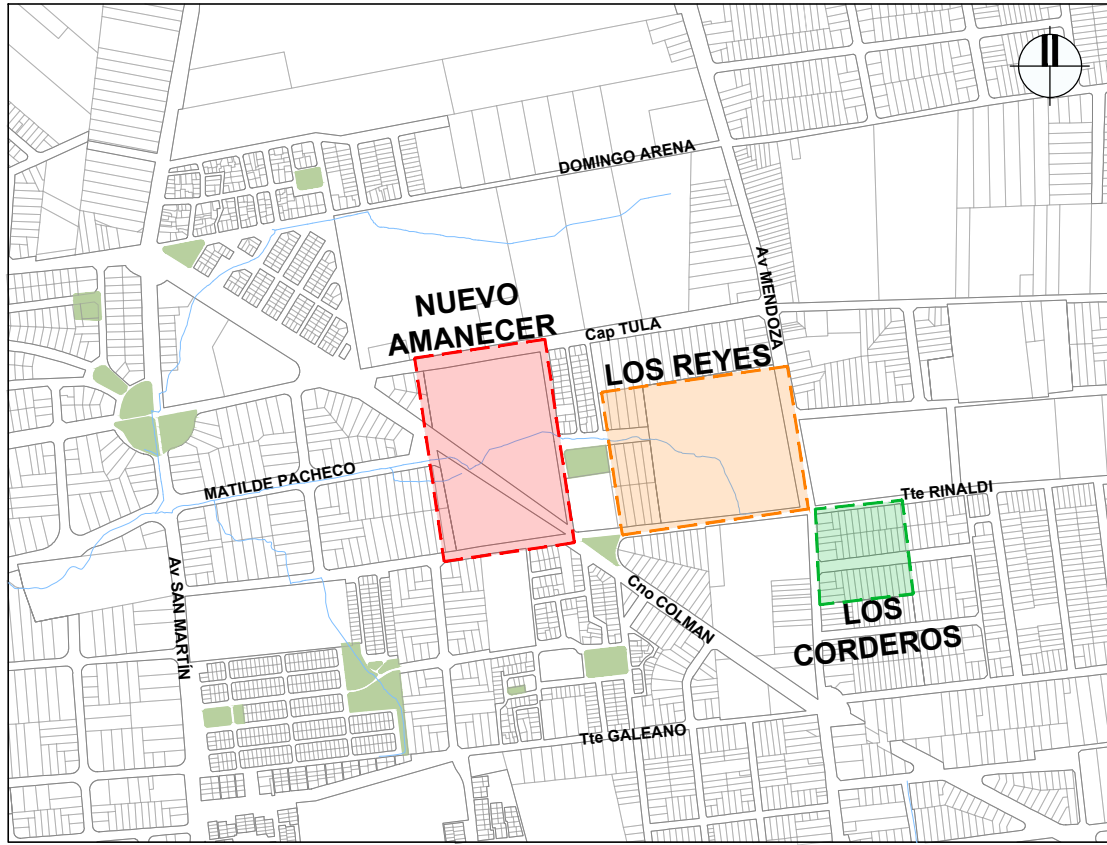 DOMINGO ARENA
Av MENDOZA
NUEVO
AMANECER
Cap TULA
LOS REYES
MATILDE PACHECO
Tte RINALDI
Av SAN MARTÍN
Cno COLMAN
LOS
CORDEROS
Tte GALEANO